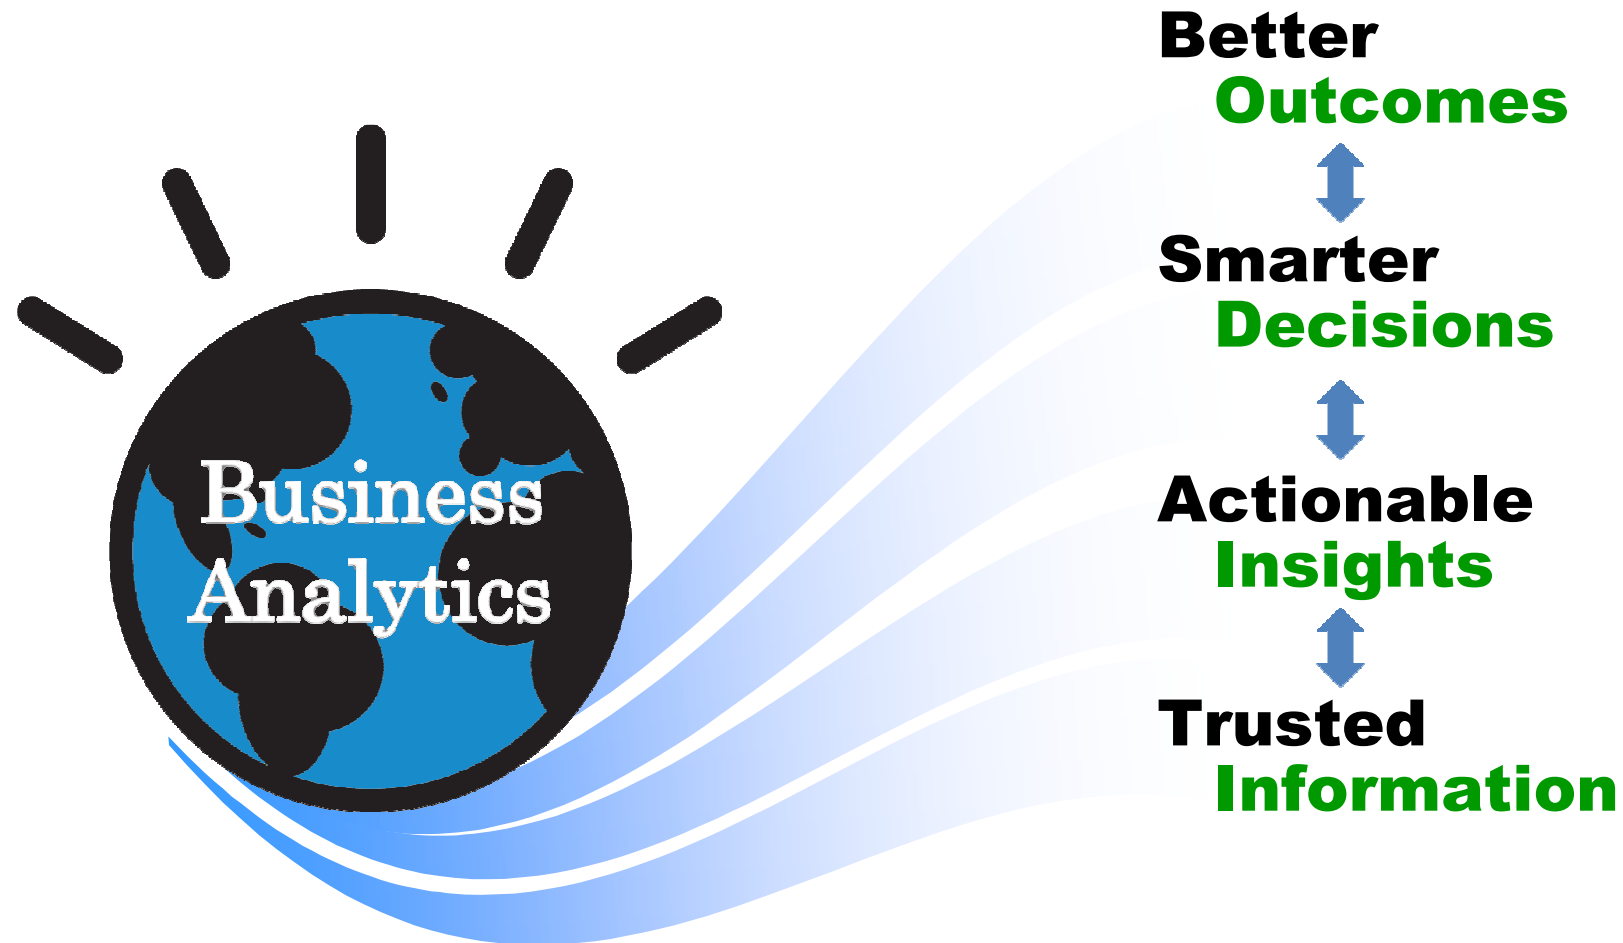 Business
Analytics
Better
Outcomes
Smarter
Decisions
Actionable
Insights
Trusted
Information